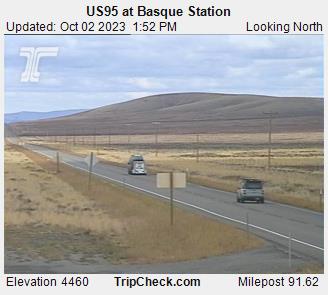 US95 at Basque Station
Updated: Oct 02 2023 1:52 PM Looking North
Elevation 4460 TripCheck.com Milepost 91.62